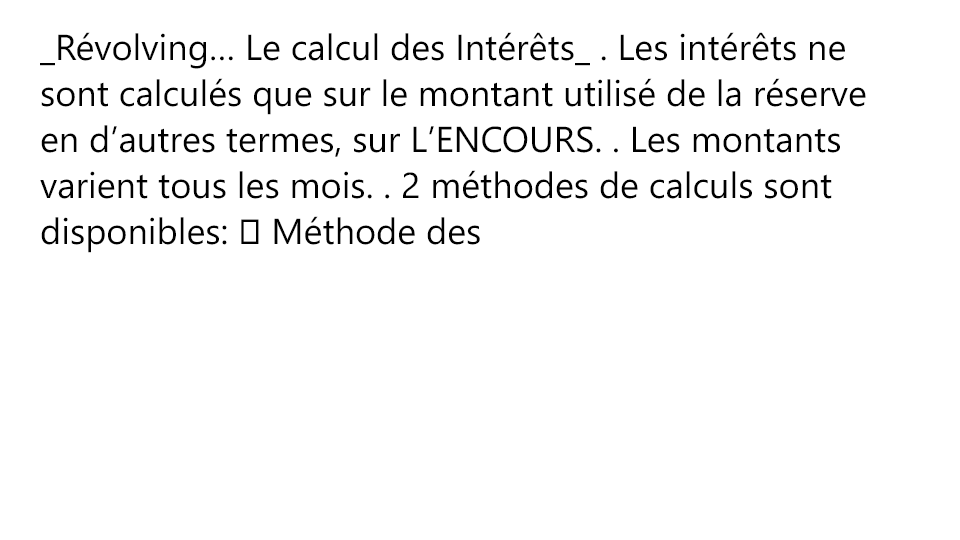 _Révolving… Le calcul des Intérêts_ . Les intérêts ne
sont calculés que sur le montant utilisé de la réserve
en d’autres termes, sur L’ENCOURS. . Les montants
varient tous les mois. . 2 méthodes de calculs sont
disponibles: □ Méthode des